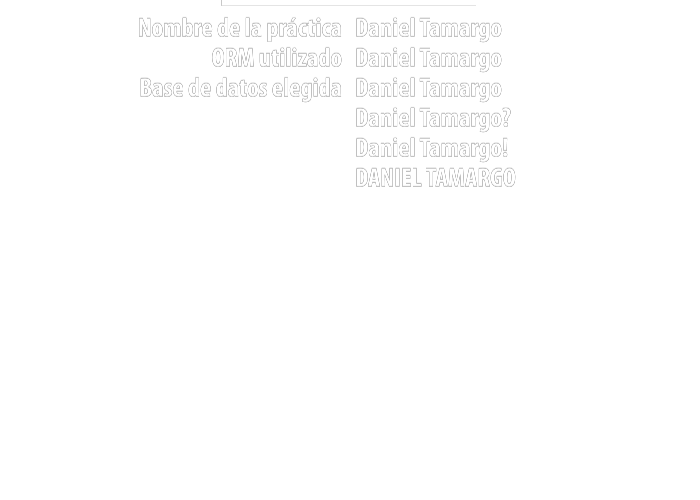 Nombre de la práctica Daniel Tamargo
ORM utilizado Daniel Tamargo
Base de datos elegida Daniel Tamargo
Daniel Tamargo?
Daniel Tamargo!
DANIEL TAMARGO